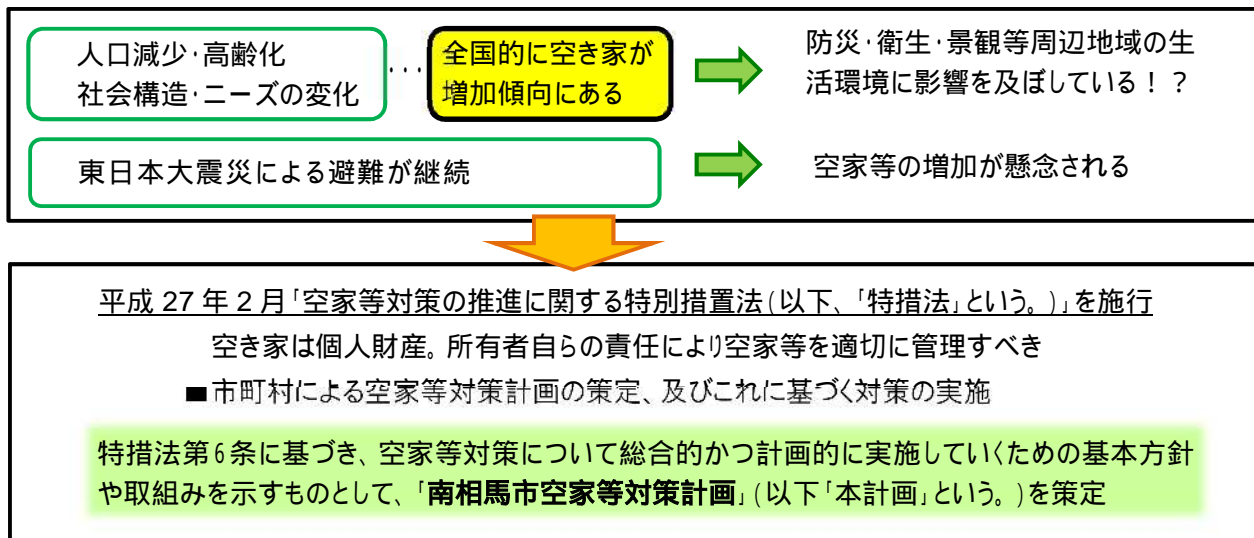 人口減少・高齢化
社会構造・ニーズの変化
・・・
全国的に空き家が
増加傾向にある
防災・衛生・景観等周辺地域の生
活環境に影響を及ぼしている！？
東日本大震災による避難が継続
空家等の増加が懸念される
平成 27 年 2 月「空家等対策の推進に関する特別措置法(以下、「特措法」という。)」を施行
空き家は個人財産。所有者自らの責任により空家等を適切に管理すべき
■市町村による空家等対策計画の策定、及びこれに基づく対策の実施
特措法第6条に基づき、空家等対策について総合的かつ計画的に実施していくための基本方針
や取組みを示すものとして、「南相馬市空家等対策計画」(以下「本計画」という。)を策定